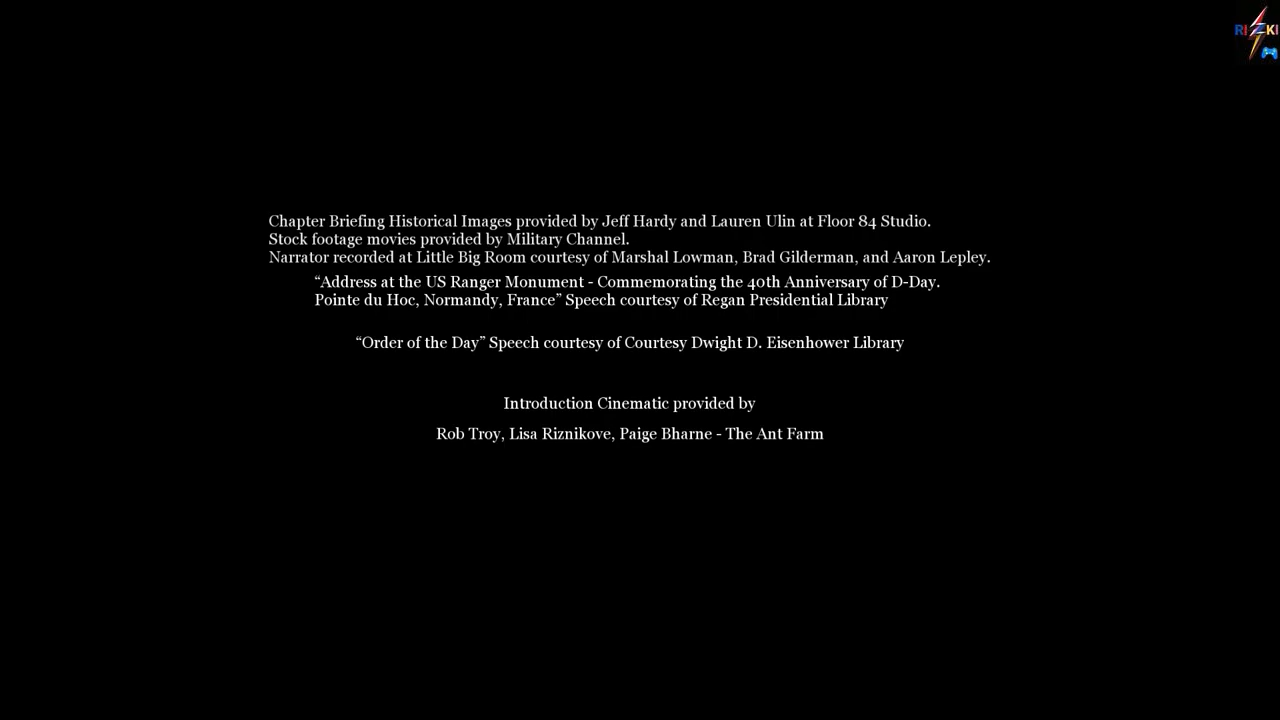 RIZKI
Chapter Briefing Historical Images provided by Jeff Hardy and Lauren Ulin at Floor 84 Studio.
Stock footage movies provided by Military Channel.
Narrator recorded at Little Big Room courtesy of Marshal Lowman, Brad Gilderman, and Aaron Lepley.
“Address at the US Ranger Monument - Commemorating the 40th Anniversary of D-Day.
Pointe du Hoc, Normandy, France” Speech courtesy of Regan Presidential Library
“Order of the Day” Speech courtesy of Courtesy Dwight D. Eisenhower Library
Introduction Cinematic provided by
Rob Troy, Lisa Riznikove, Paige Bharne - The Ant Farm